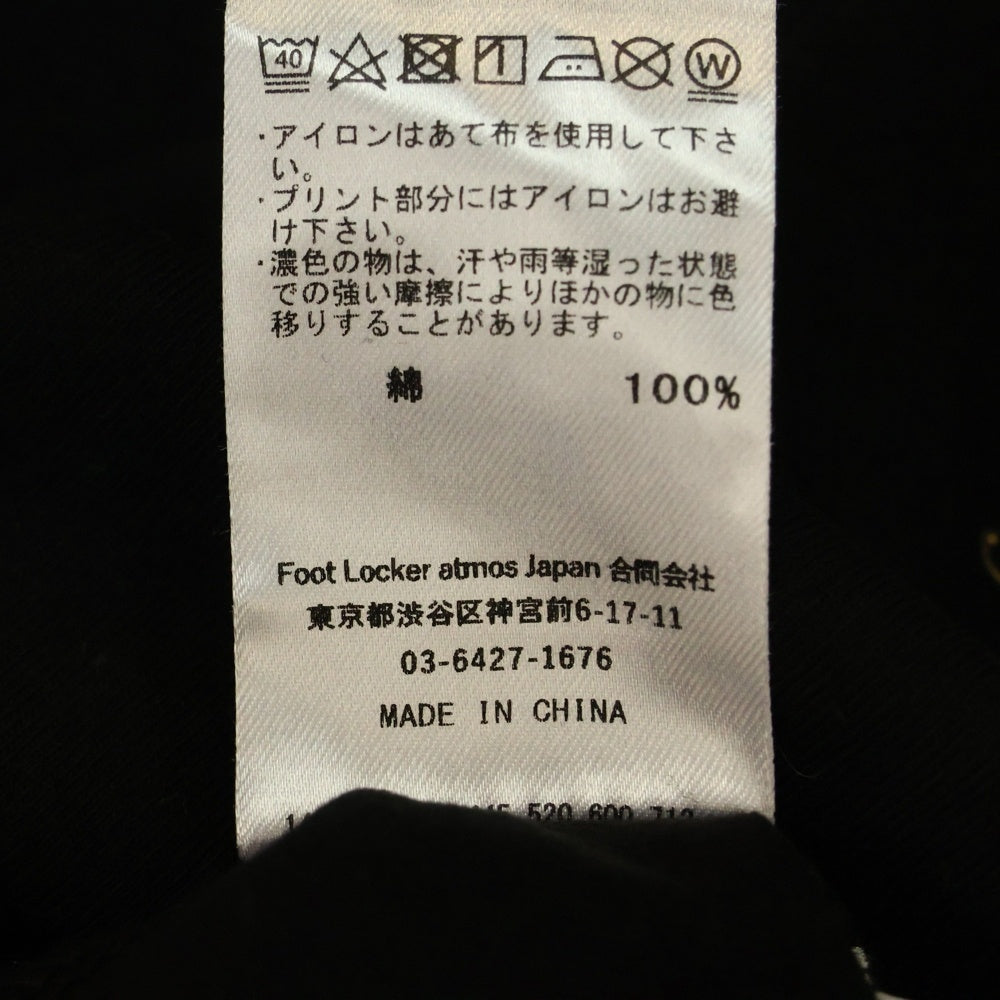 40 W
・アイロンはあて布を使用して下さ
い。
・プリント部分にはアイロンはお避
け下さい。
・濃色の物は、汗や雨等湿った状態
での強い摩擦によりほかの物に色
移りすることがあります。
綿 100%
Foot Locker atmos Japan 合同会社
東京都渋谷区神宮前6-17-11
03-6427-1676
MADE IN CHINA
520 600 712